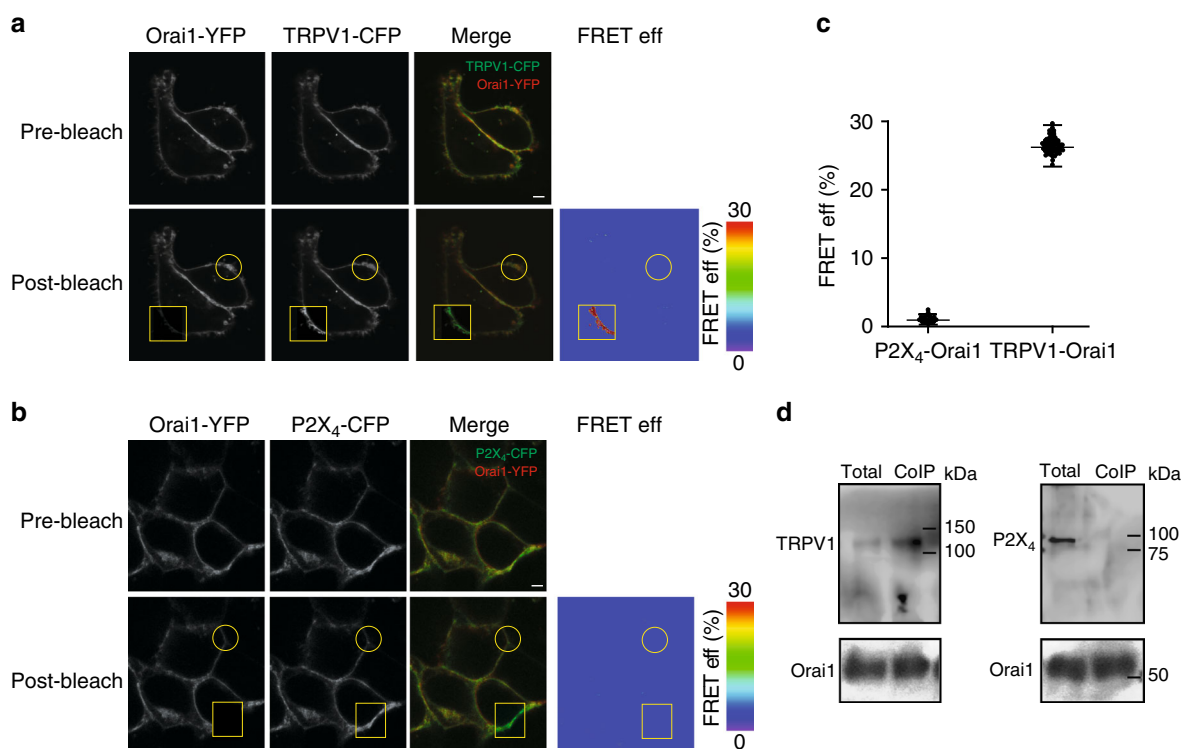 a
Orai1-YFP TRPV1-CFP Merge FRET eff
TRPV1-CFP
Orai1-YFP
Pre-bleach
Post-bleach
30
FRET eff (%)
0
b
Orai1-YFP P2X₄-CFP Merge FRET eff
P2X₄-CFP
Orai1-YFP
Pre-bleach
Post-bleach
30
FRET eff (%)
0
c
30
20
10
0
FRET eff (%)
P2X₄-Orai1 TRPV1-Orai1
d
Total CoIP kDa
TRPV1
150
100
Orai1
Total CoIP kDa
P2X₄
100
75
Orai1
50